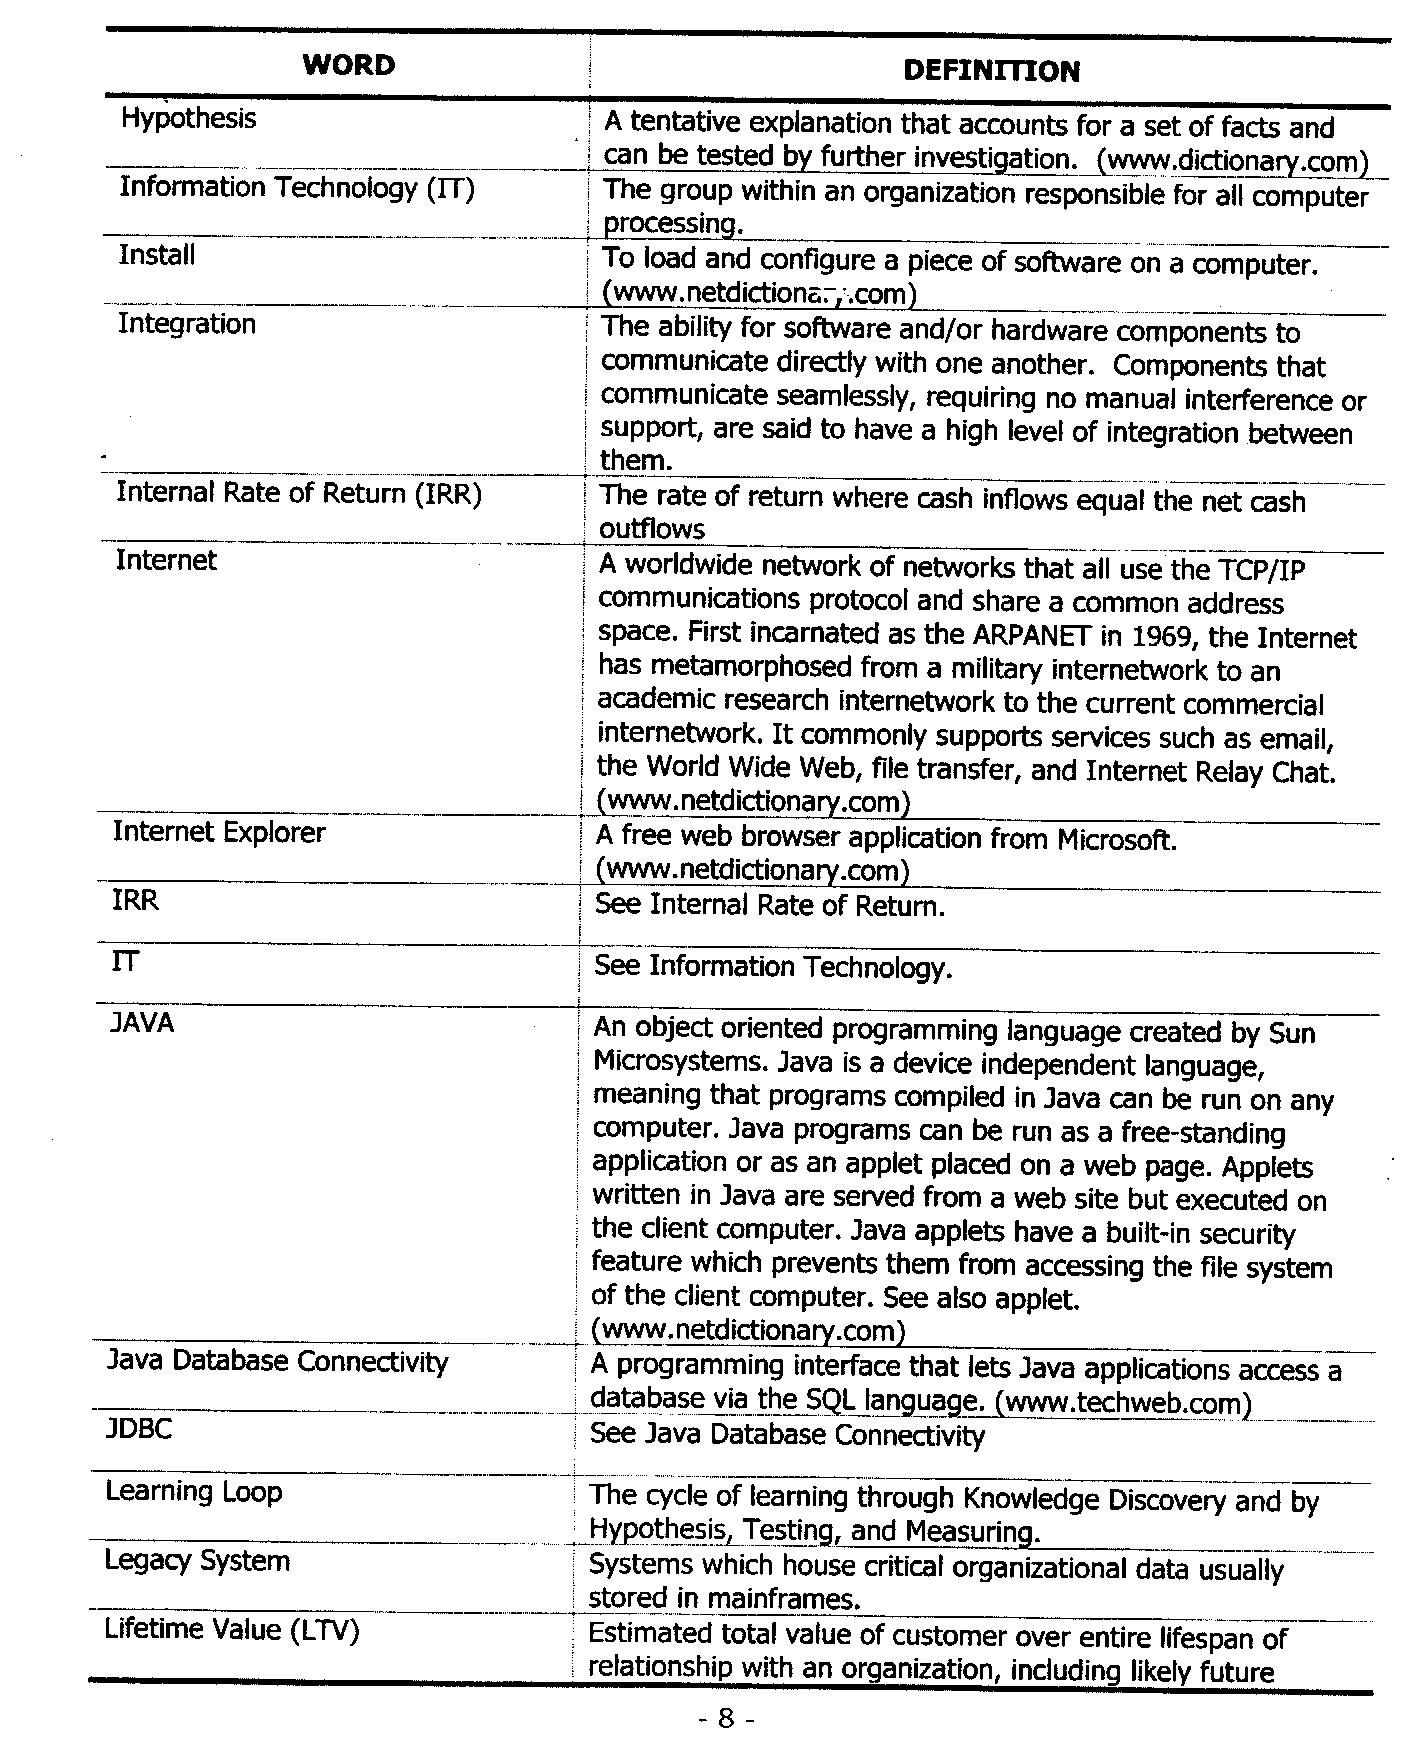 WORD DEFINITION
Hypothesis A tentative explanation that accounts for a set of facts and
can be tested by further investigation. (www.dictionary.com)
Information Technology (IT) The group within an organization responsible for all computer
processing.
Install To load and configure a piece of software on a computer.
(www.netdictionary.com)
Integration The ability for software and/or hardware components to
communicate directly with one another. Components that
communicate seamlessly, requiring no manual interference or
support, are said to have a high level of integration between
them.
Internal Rate of Return (IRR) The rate of return where cash inflows equal the net cash
outflows
Internet A worldwide network of networks that all use the TCP/IP
communications protocol and share a common address
space. First incarnated as the ARPANET in 1969, the Internet
has metamorphosed from a military internetwork to an
academic research internetwork to the current commercial
internetwork. It commonly supports services such as email,
the World Wide Web, file transfer, and Internet Relay Chat.
(www.netdictionary.com)
Internet Explorer A free web browser application from Microsoft.
(www.netdictionary.com)
IRR See Internal Rate of Return.
IT See Information Technology.
JAVA An object oriented programming language created by Sun
Microsystems. Java is a device independent language,
meaning that programs compiled in Java can be run on any
computer. Java programs can be run as a free-standing
application or as an applet placed on a web page. Applets
written in Java are served from a web site but executed on
the client computer. Java applets have a built-in security
feature which prevents them from accessing the file system
of the client computer. See also applet.
(www.netdictionary.com)
Java Database Connectivity A programming interface that lets Java applications access a
database via the SQL language. (www.techweb.com)
JDBC See Java Database Connectivity
Learning Loop The cycle of learning through Knowledge Discovery and by
Hypothesis, Testing, and Measuring.
Legacy System Systems which house critical organizational data usually
stored in mainframes.
Lifetime Value (LTV) Estimated total value of customer over entire lifespan of
relationship with an organization, including likely future
- 8 -